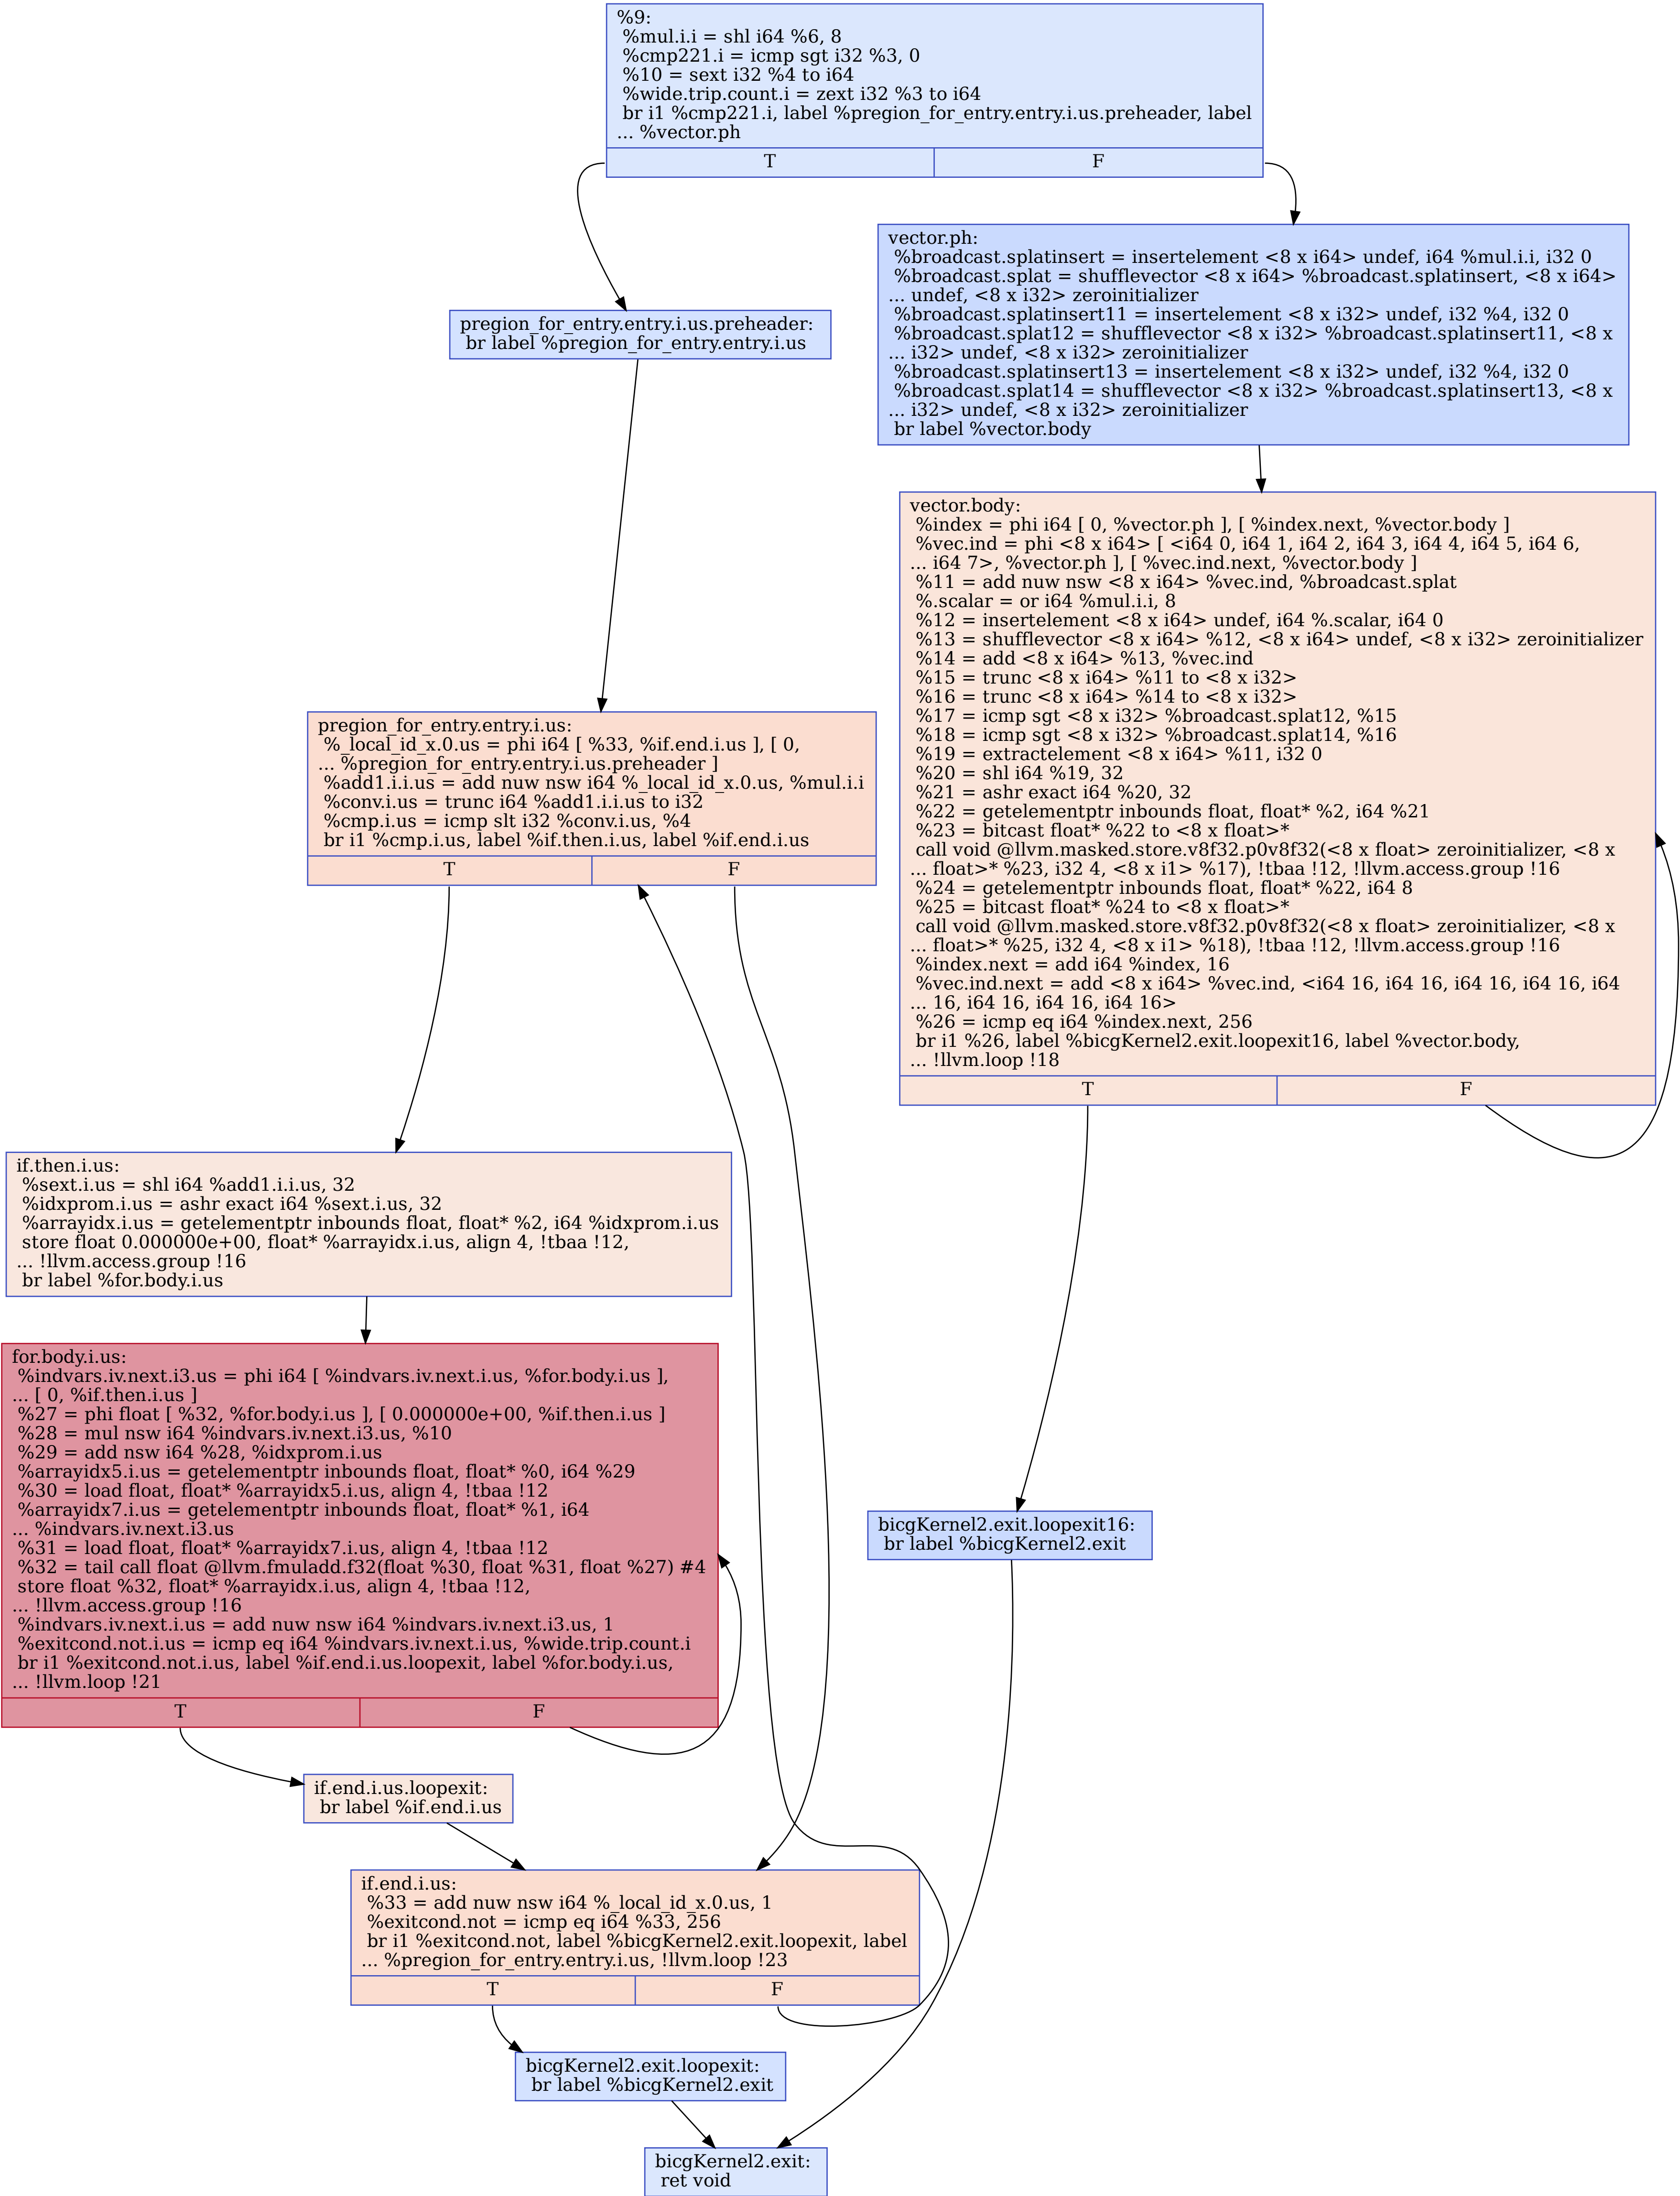 %9:
%mul.i.i = shl i64 %6, 8
%cmp221.i = icmp sgt i32 %3, 0
%10 = sext i32 %4 to i64
%wide.trip.count.i = zext i32 %3 to i64
br i1 %cmp221.i, label %pregion_for_entry.entry.i.us.preheader, label
... %vector.ph
T
F
vector.ph:
%broadcast.splatinsert = insertelement <8 x i64> undef, i64 %mul.i.i, i32 0
%broadcast.splat = shufflevector <8 x i64> %broadcast.splatinsert, <8 x i64>
... undef, <8 x i32> zeroinitializer
%broadcast.splatinsert11 = insertelement <8 x i32> undef, i32 %4, i32 0
%broadcast.splat12 = shufflevector <8 x i32> %broadcast.splatinsert11, <8 x
... i32> undef, <8 x i32> zeroinitializer
%broadcast.splatinsert13 = insertelement <8 x i32> undef, i32 %4, i32 0
%broadcast.splat14 = shufflevector <8 x i32> %broadcast.splatinsert13, <8 x
... i32> undef, <8 x i32> zeroinitializer
br label %vector.body
pregion_for_entry.entry.i.us.preheader:
br label %pregion_for_entry.entry.i.us
vector.body:
%index = phi i64 [ 0, %vector.ph ], [ %index.next, %vector.body ]
%vec.ind = phi <8 x i64> [ <i64 0, i64 1, i64 2, i64 3, i64 4, i64 5, i64 6,
... i64 7>, %vector.ph ], [ %vec.ind.next, %vector.body ]
%11 = add nuw nsw <8 x i64> %vec.ind, %broadcast.splat
%.scalar = or i64 %mul.i.i, 8
%12 = insertelement <8 x i64> undef, i64 %.scalar, i64 0
%13 = shufflevector <8 x i64> %12, <8 x i64> undef, <8 x i32> zeroinitializer
%14 = add <8 x i64> %13, %vec.ind
%15 = trunc <8 x i64> %11 to <8 x i32>
%16 = trunc <8 x i64> %14 to <8 x i32>
%17 = icmp sgt <8 x i32> %broadcast.splat12, %15
%18 = icmp sgt <8 x i32> %broadcast.splat14, %16
%19 = extractelement <8 x i64> %11, i32 0
%20 = shl i64 %19, 32
%21 = ashr exact i64 %20, 32
%22 = getelementptr inbounds float, float* %2, i64 %21
%23 = bitcast float* %22 to <8 x float>*
call void @llvm.masked.store.v8f32.p0v8f32(<8 x float> zeroinitializer, <8 x
... float>* %23, i32 4, <8 x i1> %17), !tbaa !12, !llvm.access.group !16
%24 = getelementptr inbounds float, float* %22, i64 8
%25 = bitcast float* %24 to <8 x float>*
call void @llvm.masked.store.v8f32.p0v8f32(<8 x float> zeroinitializer, <8 x
... float>* %25, i32 4, <8 x i1> %18), !tbaa !12, !llvm.access.group !16
%index.next = add i64 %index, 16
%vec.ind.next = add <8 x i64> %vec.ind, <i64 16, i64 16, i64 16, i64 16, i64
... 16, i64 16, i64 16, i64 16>
%26 = icmp eq i64 %index.next, 256
br i1 %26, label %bicgKernel2.exit.loopexit16, label %vector.body,
... !llvm.loop !18
T
F
pregion_for_entry.entry.i.us:
%_local_id_x.0.us = phi i64 [ %33, %if.end.i.us ], [ 0,
... %pregion_for_entry.entry.i.us.preheader ]
%add1.i.i.us = add nuw nsw i64 %_local_id_x.0.us, %mul.i.i
%conv.i.us = trunc i64 %add1.i.i.us to i32
%cmp.i.us = icmp slt i32 %conv.i.us, %4
br i1 %cmp.i.us, label %if.then.i.us, label %if.end.i.us
T
F
if.then.i.us:
%sext.i.us = shl i64 %add1.i.i.us, 32
%idxprom.i.us = ashr exact i64 %sext.i.us, 32
%arrayidx.i.us = getelementptr inbounds float, float* %2, i64 %idxprom.i.us
store float 0.000000e+00, float* %arrayidx.i.us, align 4, !tbaa !12,
... !llvm.access.group !16
br label %for.body.i.us
for.body.i.us:
%indvars.iv.next.i3.us = phi i64 [ %indvars.iv.next.i.us, %for.body.i.us ],
... [ 0, %if.then.i.us ]
%27 = phi float [ %32, %for.body.i.us ], [ 0.000000e+00, %if.then.i.us ]
%28 = mul nsw i64 %indvars.iv.next.i3.us, %10
%29 = add nsw i64 %28, %idxprom.i.us
%arrayidx5.i.us = getelementptr inbounds float, float* %0, i64 %29
%30 = load float, float* %arrayidx5.i.us, align 4, !tbaa !12
%arrayidx7.i.us = getelementptr inbounds float, float* %1, i64
... %indvars.iv.next.i3.us
%31 = load float, float* %arrayidx7.i.us, align 4, !tbaa !12
%32 = tail call float @llvm.fmuladd.f32(float %30, float %31, float %27) #4
store float %32, float* %arrayidx.i.us, align 4, !tbaa !12,
... !llvm.access.group !16
%indvars.iv.next.i.us = add nuw nsw i64 %indvars.iv.next.i3.us, 1
%exitcond.not.i.us = icmp eq i64 %indvars.iv.next.i.us, %wide.trip.count.i
br i1 %exitcond.not.i.us, label %if.end.i.us.loopexit, label %for.body.i.us,
... !llvm.loop !21
T
F
bicgKernel2.exit.loopexit16:
br label %bicgKernel2.exit
if.end.i.us.loopexit:
br label %if.end.i.us
if.end.i.us:
%33 = add nuw nsw i64 %_local_id_x.0.us, 1
%exitcond.not = icmp eq i64 %33, 256
br i1 %exitcond.not, label %bicgKernel2.exit.loopexit, label
... %pregion_for_entry.entry.i.us, !llvm.loop !23
T
F
bicgKernel2.exit.loopexit:
br label %bicgKernel2.exit
bicgKernel2.exit:
ret void